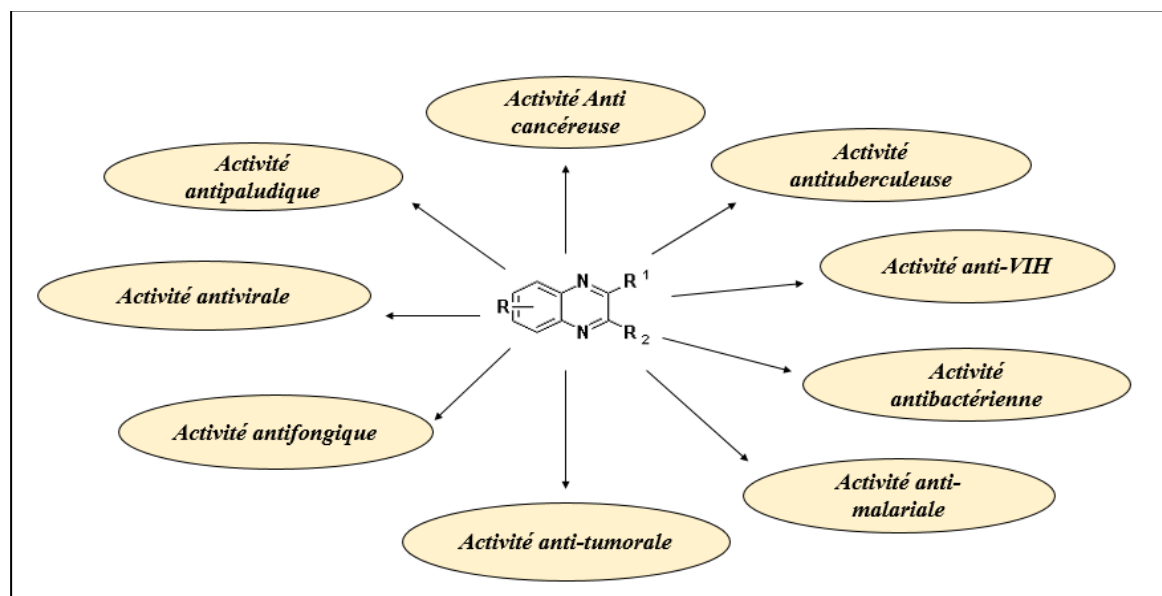 Activité Anti
cancéreuse
Activité
antipaludique
Activité
antituberculeuse
Activité antivirale
Activité anti-VIH
N
R 1
R
N
R 2
Activité
antibactérienne
Activité antifongique
Activité anti-
malariale
Activité anti-tumorale